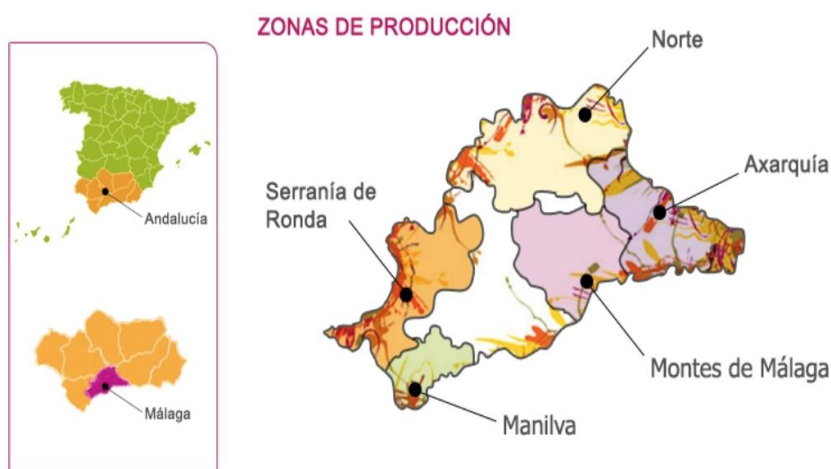 ZONAS DE PRODUCCIÓN
Norte
Axarquía
Serranía de
Ronda
Montes de Málaga
Manilva
Andalucía
Málaga